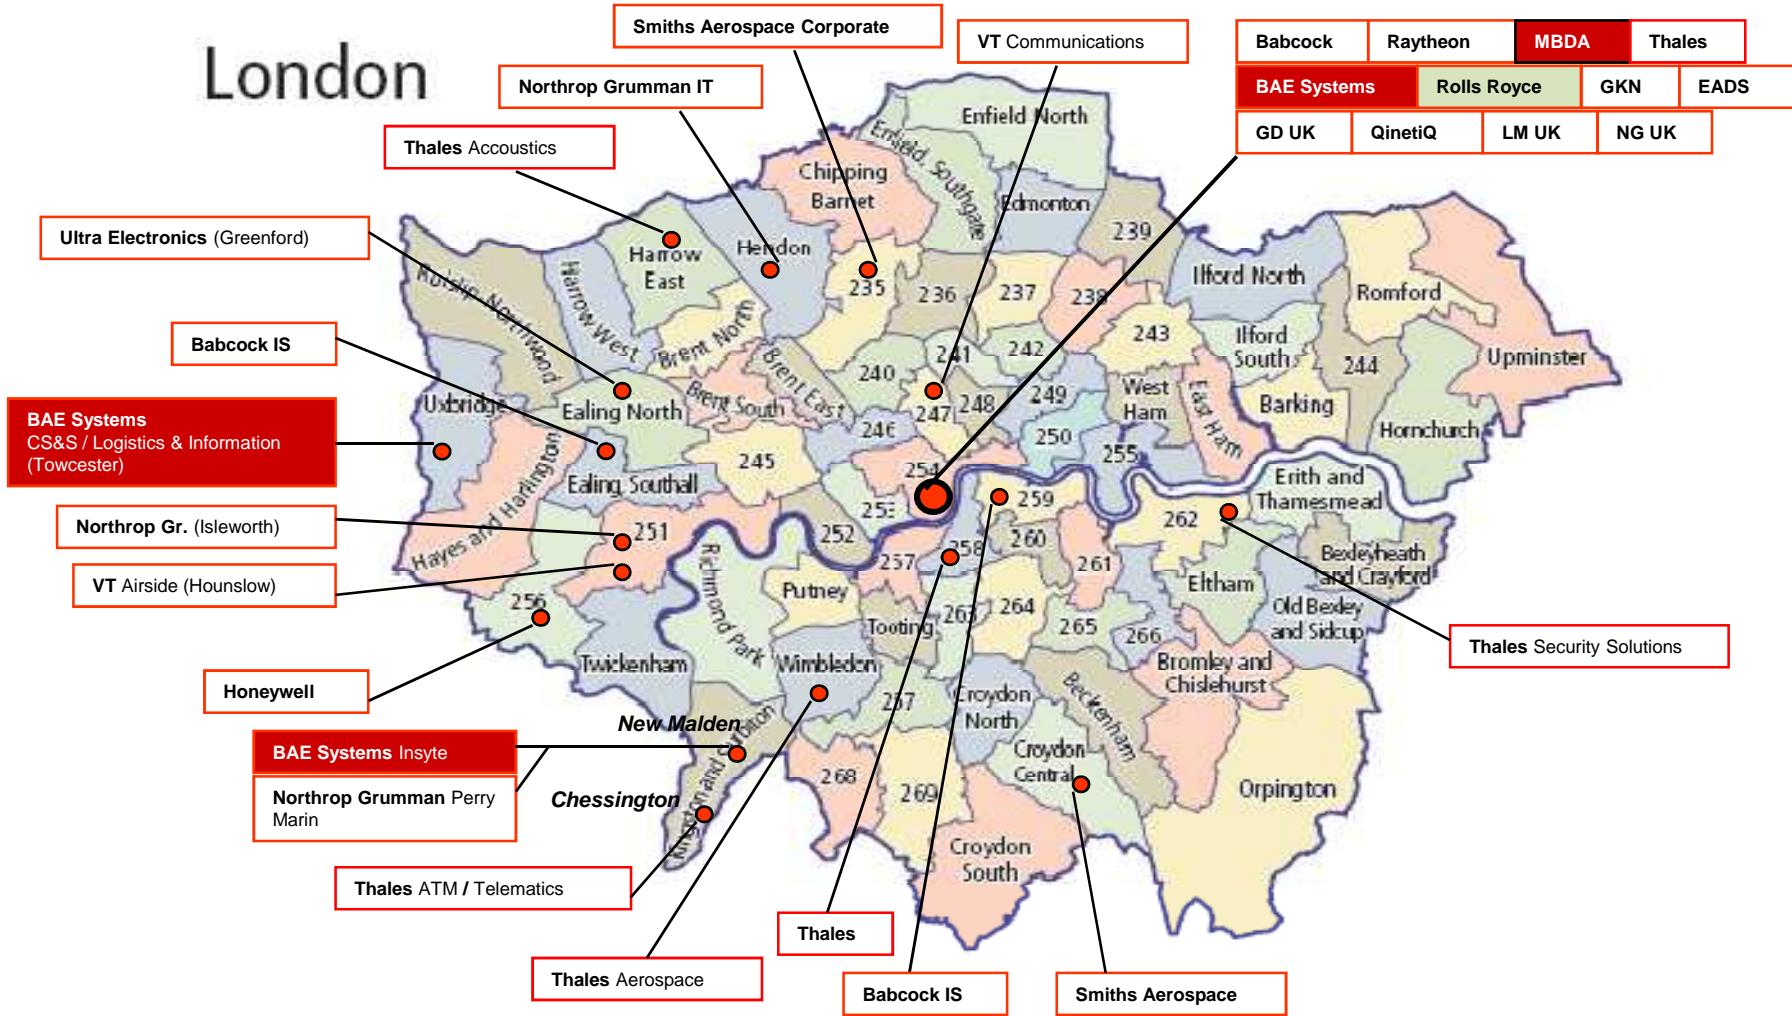 London
Smiths Aerospace Corporate
VT Communications
Northrop Grumman IT
Thales Accoustics
Ultra Electronics (Greenford)
Babcock IS
BAE Systems
CS&S / Logistics & Information
(Towcester)
Northrop Gr. (Isleworth)
VT Airside (Hounslow)
Honeywell
BAE Systems Insyte
Northrop Grumman Perry
Marin
Thales ATM / Telematics
Thales Aerospace
Thales
Babcock IS
Smiths Aerospace
Thales Security Solutions
Babcock Raytheon MBDA Thales
BAE Systems Rolls Royce GKN EADS
GD UK QinetiQ LM UK NG UK
Enfield North
Enfield, Southgate
Chipping
Barnet
Edmonton
239
Hendon
Harrow
East
Harrow West
Ruislip-Northwood
Brent North
235
236
237
238
Ilford North
Romford
Upminster
243
Ilford
South
244
241
242
240
Brent East
Brent South
Uxbridge
Ealing North
247
248
249
West
Ham
East Ham
Barking
Hornchurch
246
250
255
245
254
Ealing, Southall
Hayes and Harlington
253
252
251
259
260
262
Erith and
Thamesmead
Bexleyheath
and Crayford
Richmond Park
257
258
261
Eltham
Putney
256
Tooting
263
264
265
266
Old Bexley
and Sidcup
Twickenham
Wimbledon
Bromley and
Chislehurst
Beckenham
Croydon
North
267
New Malden
Kingston and Surbiton
Chessington
268
269
Croydon
Central
Orpington
Croydon
South